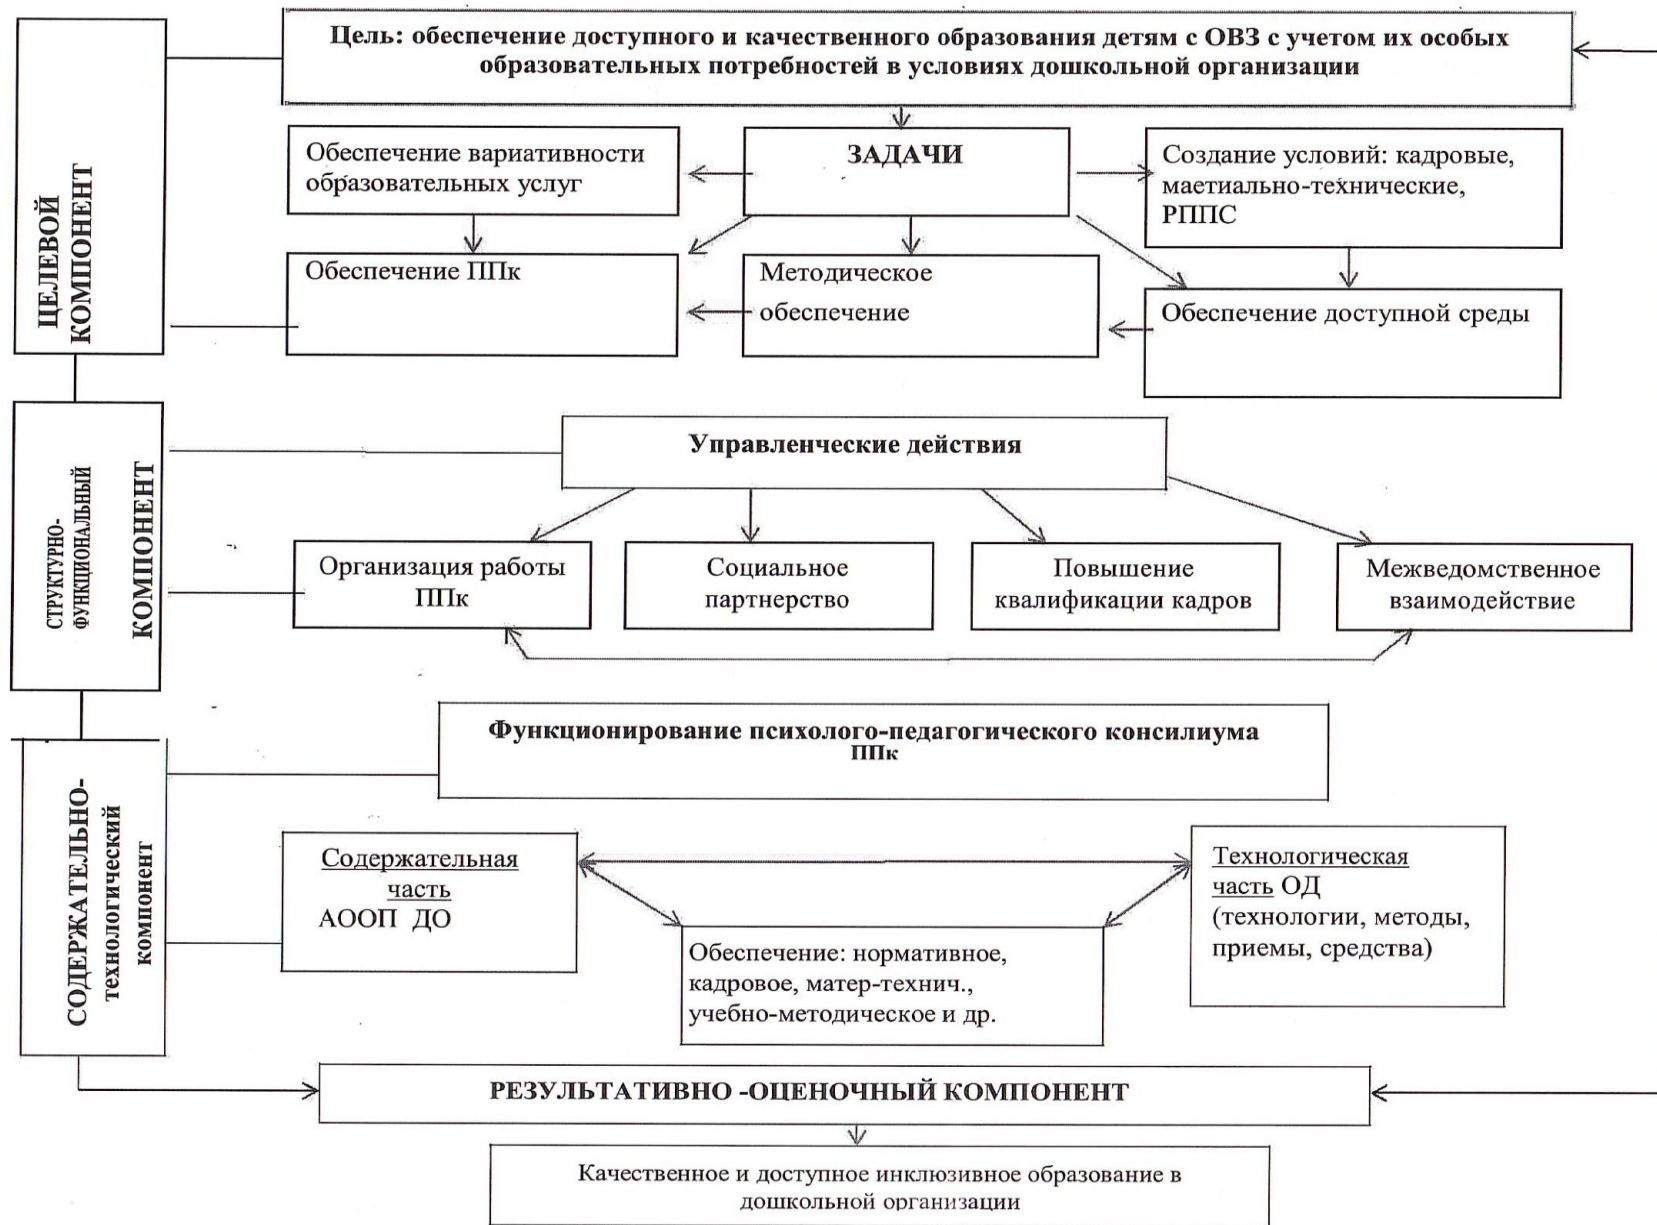 Цель: обеспечение доступного и качественного образования детям с ОВЗ с учетом их особых
образовательных потребностей в условиях дошкольной организации
ЦЕЛЕВОЙ
КОМПОНЕНТ
Обеспечение вариативности
образовательных услуг
ЗАДАЧИ
Создание условий: кадровые,
маетиально-технические,
РППС
Обеспечение ППк
Методическое
обеспечение
Обеспечение доступной среды
СТРУКТУРНО-
ФУНКЦИОНАЛЬНЫЙ
КОМПОНЕНТ
Управленческие действия
Организация работы
ППк
Социальное
партнерство
Повышение
квалификации кадров
Межведомственное
взаимодействие
СОДЕРЖАТЕЛЬНО-
технологический
компонент
Функционирование психолого-педагогического консилиума
ППк
Содержательная
часть
АООП ДО
Обеспечение: нормативное,
кадровое, матер-технич.,
учебно-методическое и др.
Технологическая
часть ОД
(технологии, методы,
приемы, средства)
РЕЗУЛЬТАТИВНО -ОЦЕНОЧНЫЙ КОМПОНЕНТ
Качественное и доступное инклюзивное образование в
дошкольной организации